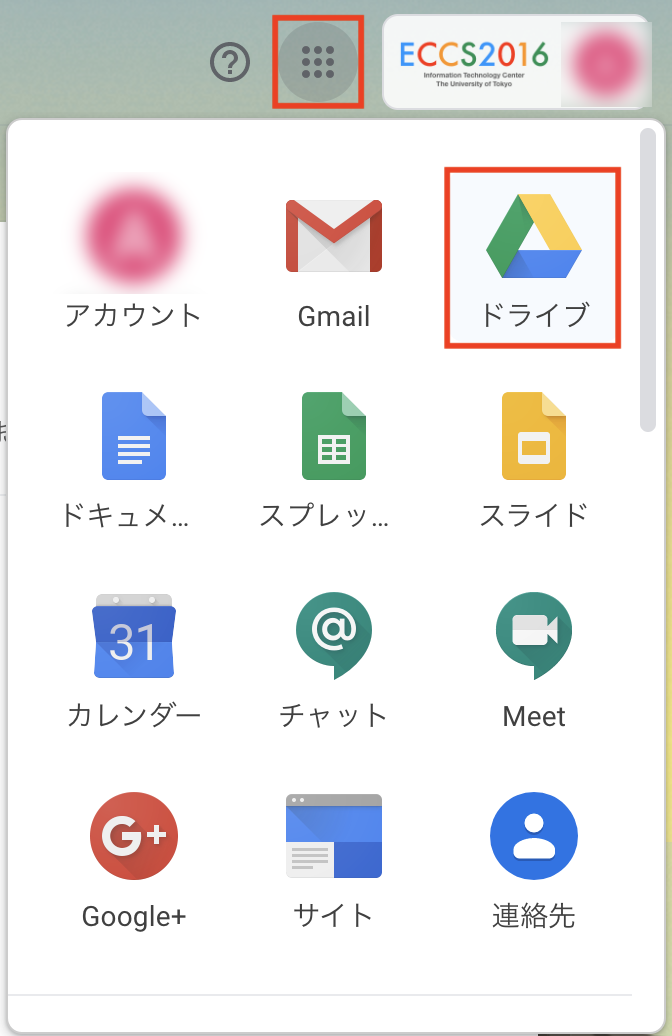 ECCS2016
Information Technology Center
The University of Tokyo
アカウント
Gmail
ドライブ
ドキュメ...
スプレッ...
スライド
31
カレンダー
@
チャット
Meet
G+
Google+
サイト
連絡先